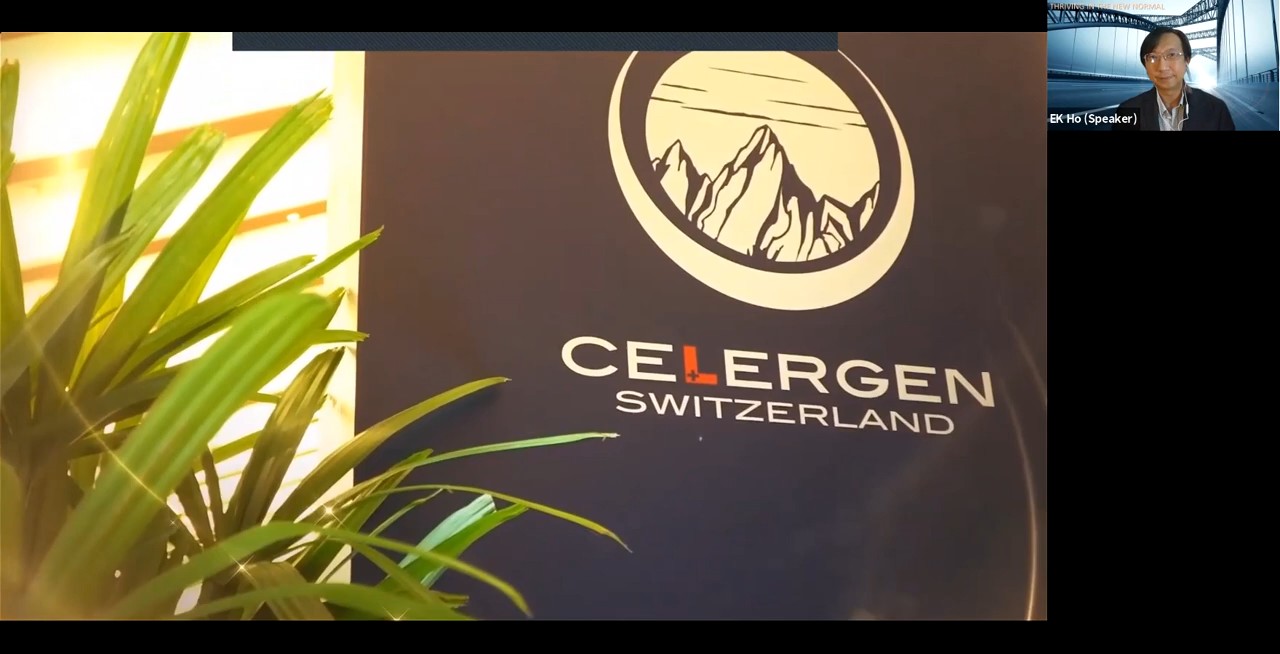 CELERGEN
SWITZERLAND
THRIVING IN THE NEW NORMAL
EK Ho (Speaker)